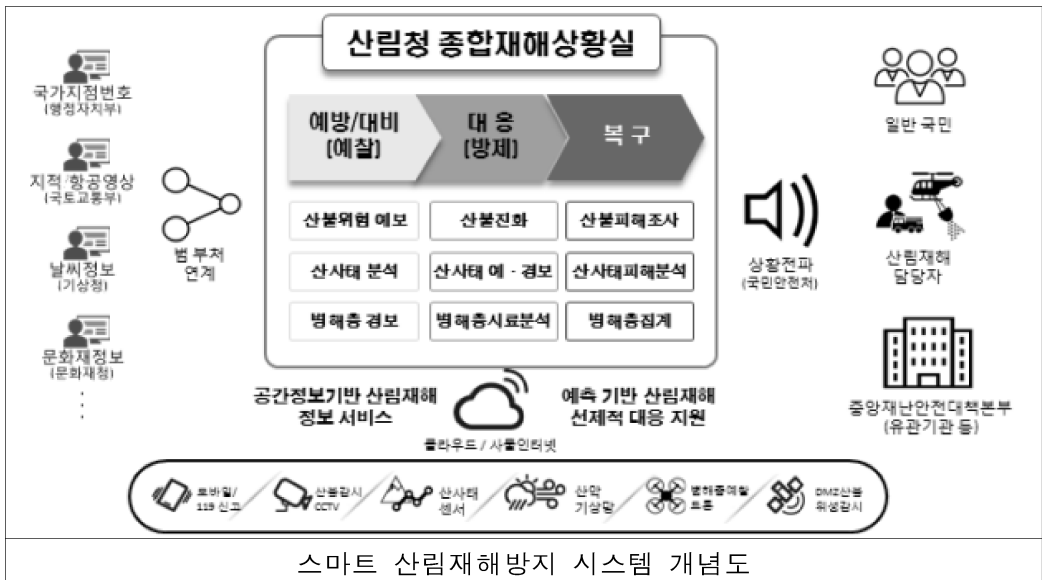 산림청 종합재해상황실
국가지점번호
(행정자치부)
지적/항공영상
(국토교통부)
날씨정보
(기상청)
문화재정보
(문화재청)
범 부처
연계
예방/대비
[예찰]
대 응
[방제]
복 구
산불위험 예보
산불진화
산불피해조사
산사태 분석
산사태 예·경보
산사태피해분석
병해충 경보
병해충시료분석
병해충집계
공간정보기반 산림재해
정보 서비스
예측 기반 산림재해
선제적 대응 지원
클라우드 / 사물인터넷
상황전파
(국민안전처)
일반 국민
산림재해
담당자
중앙재난안전대책본부
(유관기관 등)
모바일/
119 신고
산불감시
CCTV
산사태
센서
산악
기상망
병해충예찰
드론
DMZ산불
위성감시
스마트 산림재해방지 시스템 개념도